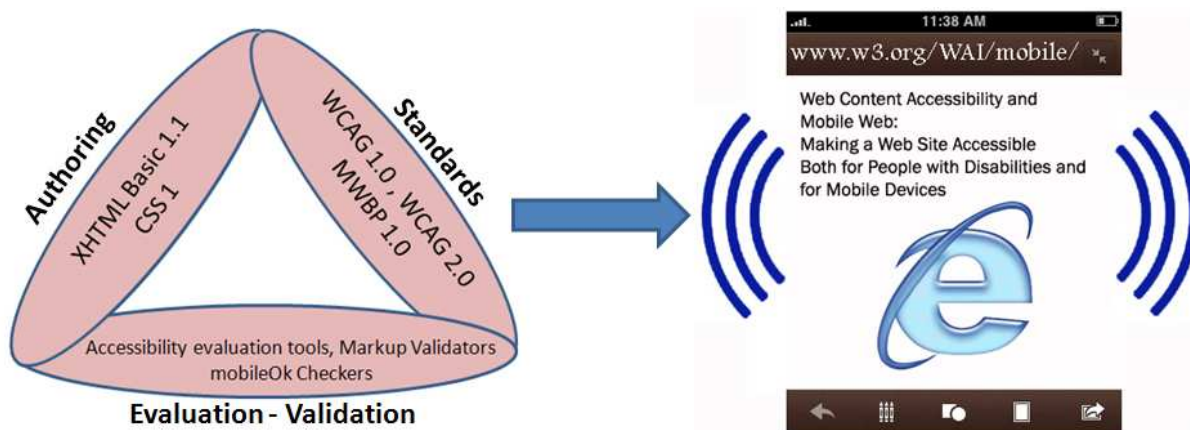 Authoring
XHTML Basic 1.1
CSS 1
Standards
WCAG 1.0 , WCAG 2.0
MWBP 1.0
Accessibility evaluation tools, Markup Validators
mobileOk Checkers
Evaluation - Validation
11:38 AM
www.w3.org/WAI/mobile/
Web Content Accessibility and
Mobile Web:
Making a Web Site Accessible
Both for People with Disabilities and
for Mobile Devices